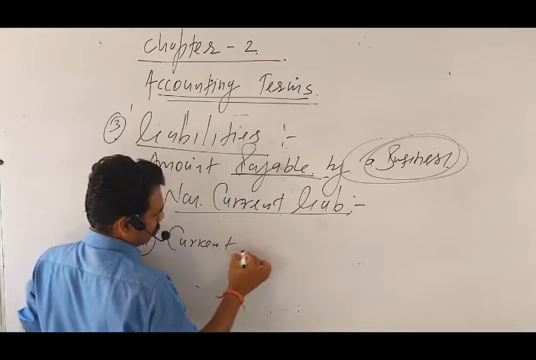 Chapter - 2
Accounting Terms.
③ Liabilities :-
Amount Payable by a Business
Non. Current Liab :-
Current